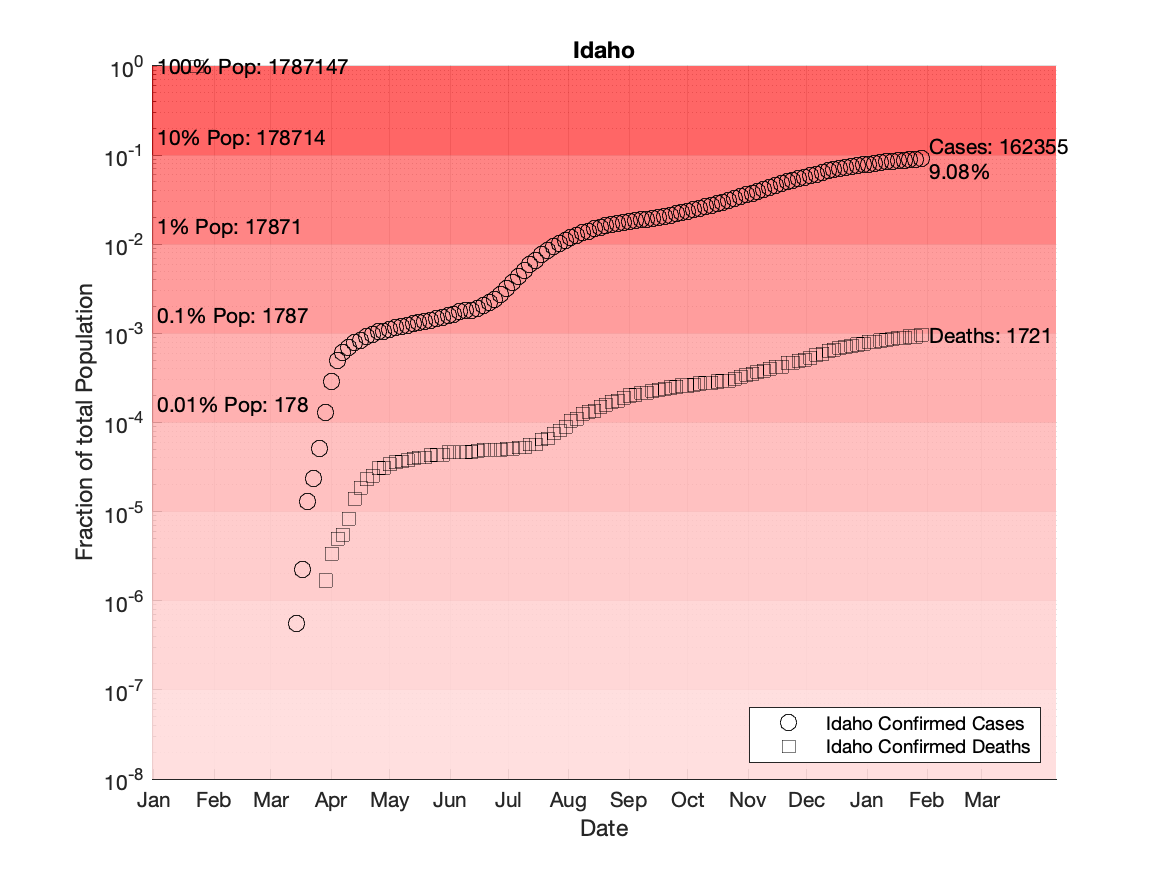 Idaho
10^0
100% Pop: 1787147
10% Pop: 178714
10^-1
Cases: 162355
9.08%
1% Pop: 17871
10^-2
0.1% Pop: 1787
10^-3
Deaths: 1721
0.01% Pop: 178
10^-4
10^-5
10^-6
10^-7
10^-8
Fraction of total Population
Idaho Confirmed Cases
Idaho Confirmed Deaths
Jan Feb Mar Apr May Jun Jul Aug Sep Oct Nov Dec Jan Feb Mar
Date